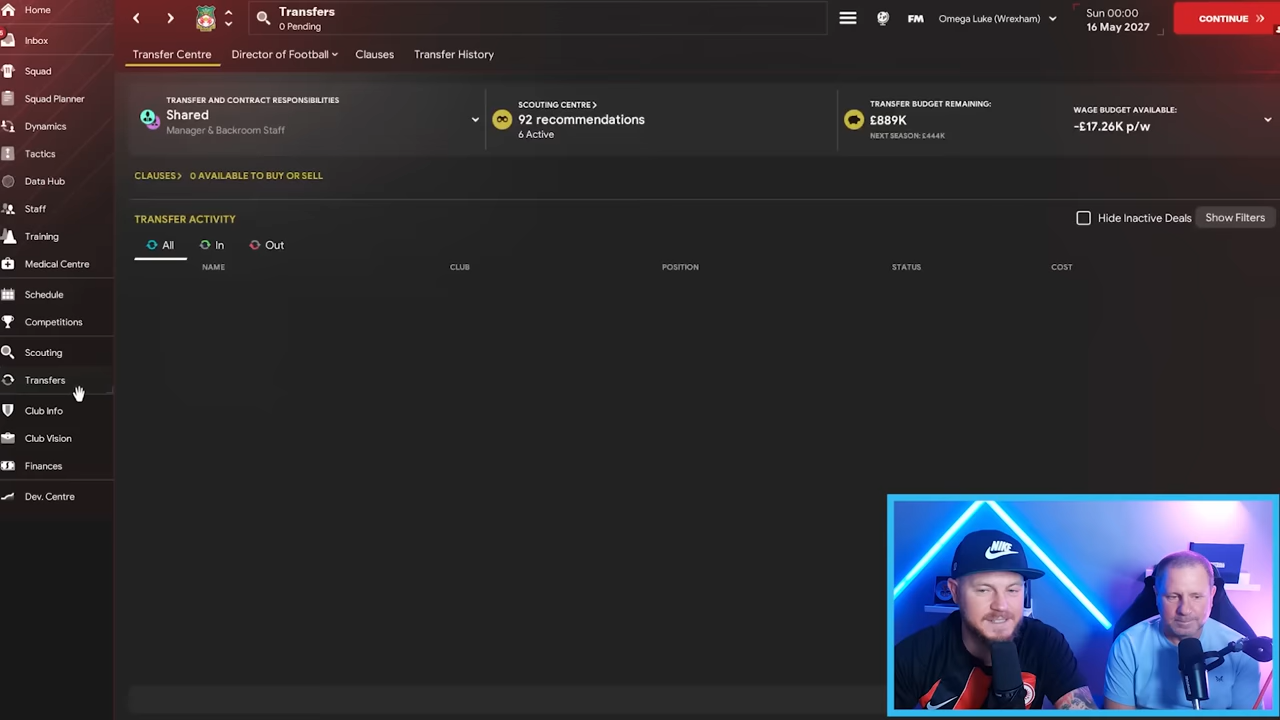 Home
Inbox
Squad
Squad Planner
Dynamics
Tactics
Data Hub
Staff
Training
Medical Centre
Schedule
Competitions
Scouting
Transfers
Club Info
Club Vision
Finances
Dev. Centre
Transfers
0 Pending
FM
Omega Luke (Wrexham)
Sun 00:00
16 May 2027
CONTINUE
Transfer Centre
Director of Football
Clauses
Transfer History
TRANSFER AND CONTRACT RESPONSIBILITIES
Shared
Manager & Backroom Staff
SCOUTING CENTRE >
92 recommendations
6 Active
TRANSFER BUDGET REMAINING:
£889K
NEXT SEASON: £444K
WAGE BUDGET AVAILABLE:
-£17.26K p/w
CLAUSES > 0 AVAILABLE TO BUY OR SELL
TRANSFER ACTIVITY
Hide Inactive Deals
Show Filters
All
In
Out
NAME
CLUB
POSITION
STATUS
COST
NIKE